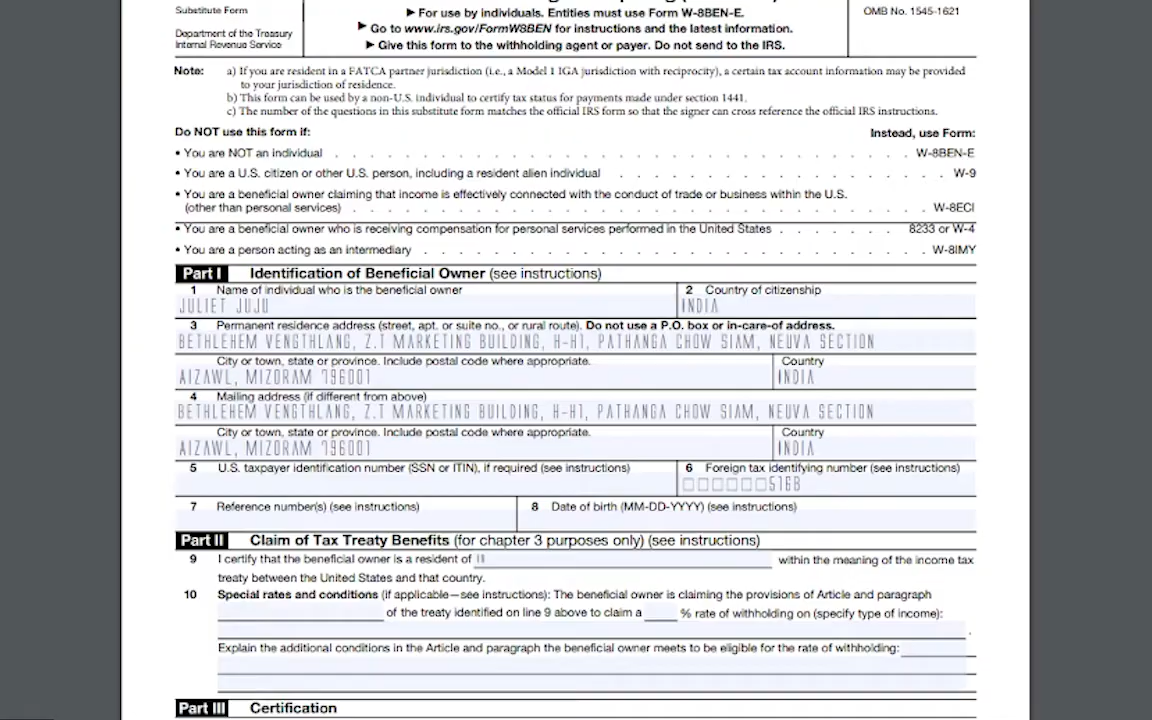 Substitute Form
Department of the Treasury
Internal Revenue Service
▶ For use by individuals. Entities must use Form W-8BEN-E.
▶ Go to www.irs.gov/FormW8BEN for instructions and the latest information.
▶ Give this form to the withholding agent or payer. Do not send to the IRS.
OMB No. 1545-1621
Note: a) If you are resident in a FATCA partner jurisdiction (i.e., a Model 1 IGA jurisdiction with reciprocity), a certain tax account information may be provided
to your jurisdiction of residence.
b) This form can be used by a non-U.S. individual to certify tax status for payments made under section 1441.
c) The number of the questions in this substitute form matches the official IRS form so that the signer can cross reference the official IRS instructions.
Do NOT use this form if: Instead, use Form:
• You are NOT an individual W-8BEN-E
• You are a U.S. citizen or other U.S. person, including a resident alien individual W-9
• You are a beneficial owner claiming that income is effectively connected with the conduct of trade or business within the U.S.
(other than personal services) W-8ECI
• You are a beneficial owner who is receiving compensation for personal services performed in the United States 8233 or W-4
• You are a person acting as an intermediary W-8IMY
Part I Identification of Beneficial Owner (see instructions)
1 Name of individual who is the beneficial owner
JULIET JUJU
2 Country of citizenship
INDIA
3 Permanent residence address (street, apt. or suite no., or rural route). Do not use a P.O. box or in-care-of address.
BETHLEHEM VENGTHLANG, Z.T MARKETING BUILDING, H-H1, PATHANGA CHOW SIAM, NEUVA SECTION
City or town, state or province. Include postal code where appropriate.
AIZAWL, MIZORAM 796001
Country
INDIA
4 Mailing address (if different from above)
BETHLEHEM VENGTHLANG, Z.T MARKETING BUILDING, H-H1, PATHANGA CHOW SIAM, NEUVA SECTION
City or town, state or province. Include postal code where appropriate.
AIZAWL, MIZORAM 796001
Country
INDIA
5 U.S. taxpayer identification number (SSN or ITIN), if required (see instructions)
6 Foreign tax identifying number (see instructions)
□□□□□□516B
7 Reference number(s) (see instructions)
8 Date of birth (MM-DD-YYYY) (see instructions)
Part II Claim of Tax Treaty Benefits (for chapter 3 purposes only) (see instructions)
9 I certify that the beneficial owner is a resident of within the meaning of the income tax
treaty between the United States and that country.
10 Special rates and conditions (if applicable—see instructions): The beneficial owner is claiming the provisions of Article and paragraph
of the treaty identified on line 9 above to claim a % rate of withholding on (specify type of income):
.
Explain the additional conditions in the Article and paragraph the beneficial owner meets to be eligible for the rate of withholding:
Part III Certification